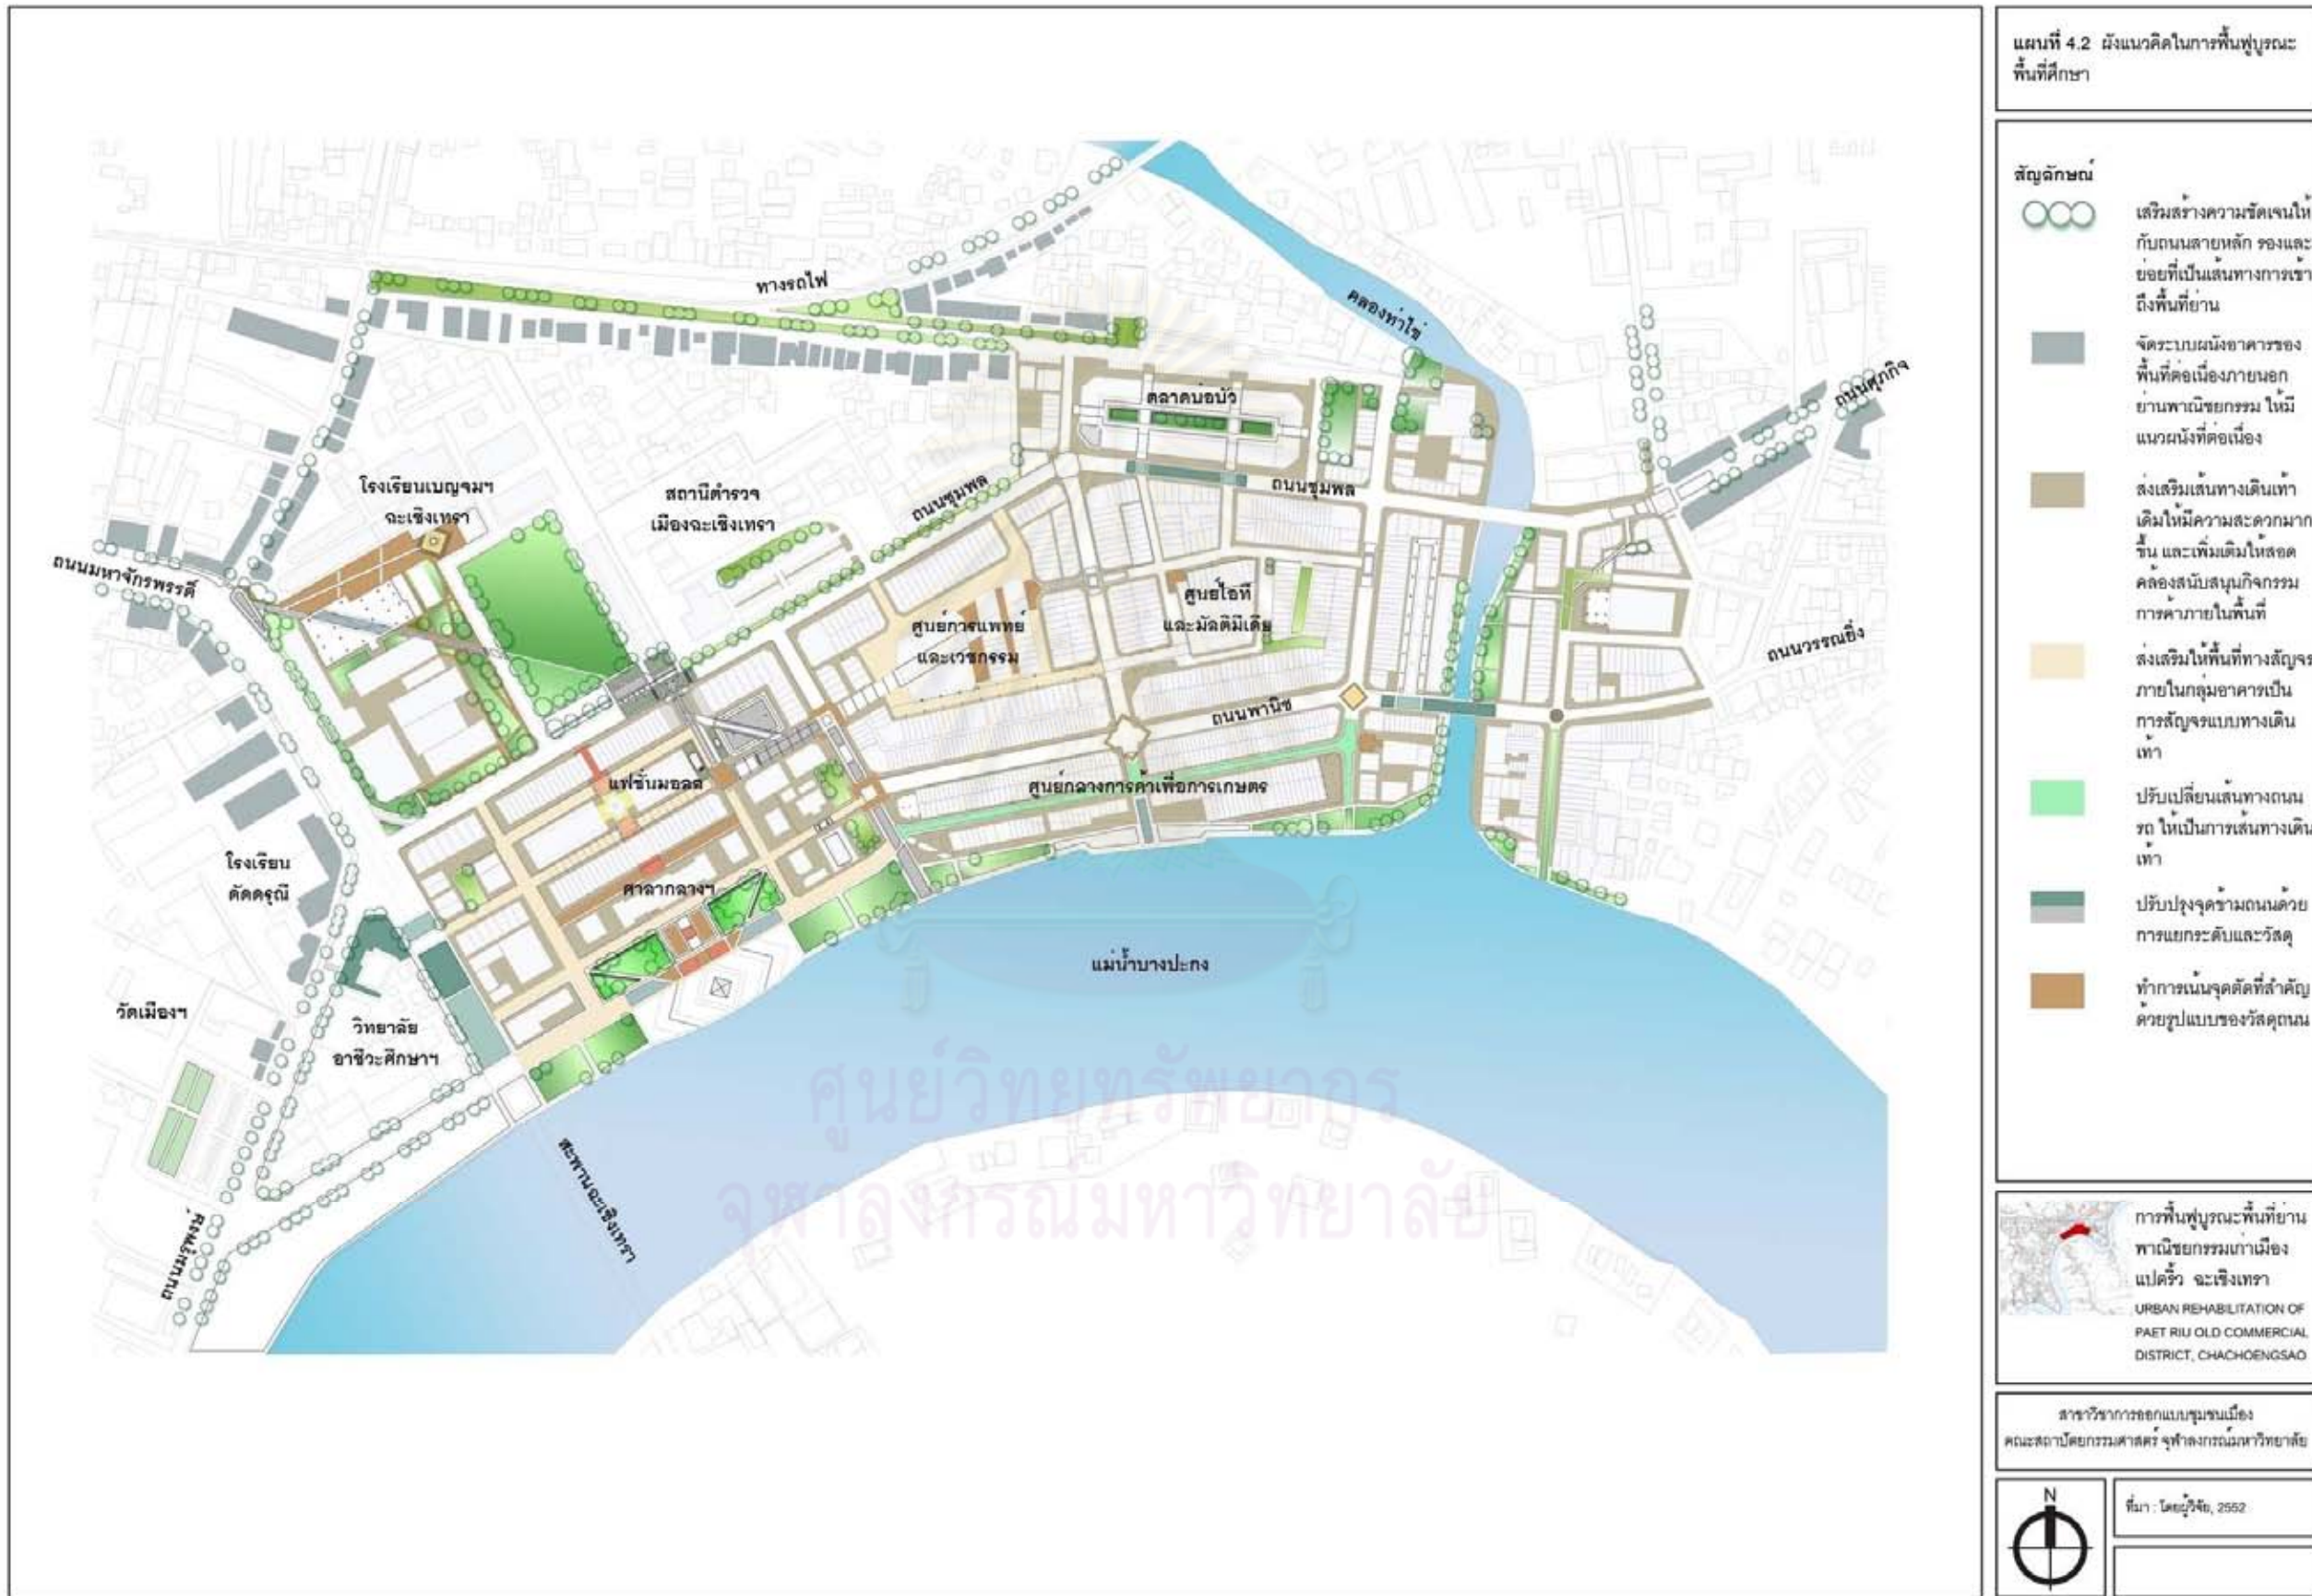 แผนที่ 4.2 ผังแนวคิดในการฟื้นฟูบูรณะ
พื้นที่ศึกษา
สัญลักษณ์
เสริมสร้างความชัดเจนให้
กับถนนสายหลัก รองและ
ย่อยที่เป็นเส้นทางการเข้า
ถึงพื้นที่ย่าน
จัดระบบผนังอาคารของ
พื้นที่ต่อเนื่องภายนอก
ย่านพาณิชยกรรม ให้มี
แนวผนังที่ต่อเนื่อง
ส่งเสริมเส้นทางเดินเท้า
เดิมให้มีความสะดวกมาก
ขึ้น และเพิ่มเติมให้สอด
คล้องสนับสนุนกิจกรรม
การค้าภายในพื้นที่
ส่งเสริมให้พื้นที่ทางสัญจร
ภายในกลุ่มอาคารเป็น
การสัญจรแบบทางเดิน
เท้า
ปรับเปลี่ยนเส้นทางถนน
รถ ให้เป็นการเส้นทางเดิน
เท้า
ปรับปรุงจุดข้ามถนนด้วย
การแยกระดับและวัสดุ
ทำการเน้นจุดตัดที่สำคัญ
ด้วยรูปแบบของวัสดุถนน
การฟื้นฟูบูรณะพื้นที่ย่าน
พาณิชยกรรมเก่าเมือง
แปดริ้ว ฉะเชิงเทรา
URBAN REHABILITATION OF
PAET RIU OLD COMMERCIAL
DISTRICT, CHACHOENGSAO
สาขาวิชาการออกแบบชุมชนเมือง
คณะสถาปัตยกรรมศาสตร์ จุฬาลงกรณ์มหาวิทยาลัย
N
ที่มา : โดยผู้วิจัย, 2552
ทางรถไฟ
คลองท่าไข่
ถนนศุภกิจ
ตลาดบ่อบัว
โรงเรียนเบญจมฯ
ฉะเชิงเทรา
สถานีตำรวจ
เมืองฉะเชิงเทรา
ถนนชุมพล
ถนนชุมพล
ถนนมหาจักรพรรดิ์
ศูนย์การแพทย์
และเวชกรรม
ศูนย์ไอที
และมัลติมีเดีย
ถนนวรรณยิ่ง
ถนนพานิช
แฟชั่นมอลล์
ศูนย์กลางการค้าเพื่อการเกษตร
โรงเรียน
ดัดดรุณี
ศาลากลางฯ
แม่น้ำบางปะกง
วัดเมืองฯ
วิทยาลัย
อาชีวะศึกษาฯ
สะพานฉะเชิงเทรา
ถนนมรุพงษ์
ศูนย์วิทยทรัพยากร
จุฬาลงกรณ์มหาวิทยาลัย